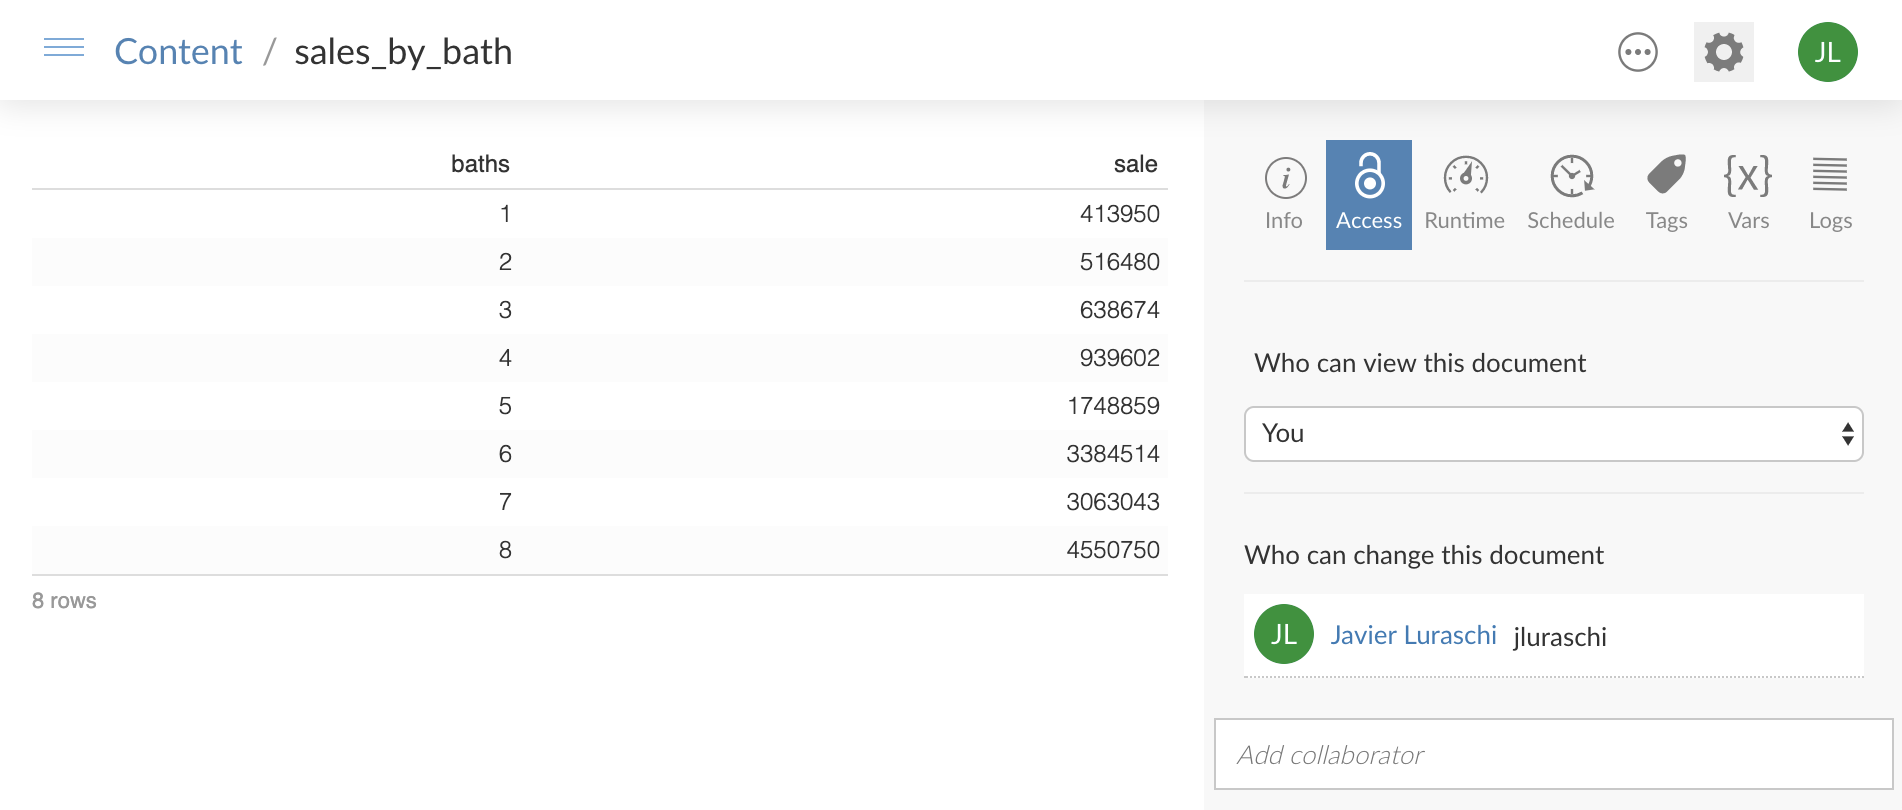 Content / sales_by_bath
JL
baths sale
1 413950
2 516480
3 638674
4 939602
5 1748859
6 3384514
7 3063043
8 4550750
8 rows
i {x}
Info Access Runtime Schedule Tags Vars Logs
Who can view this document
You
Who can change this document
JL Javier Luraschi jluraschi
Add collaborator